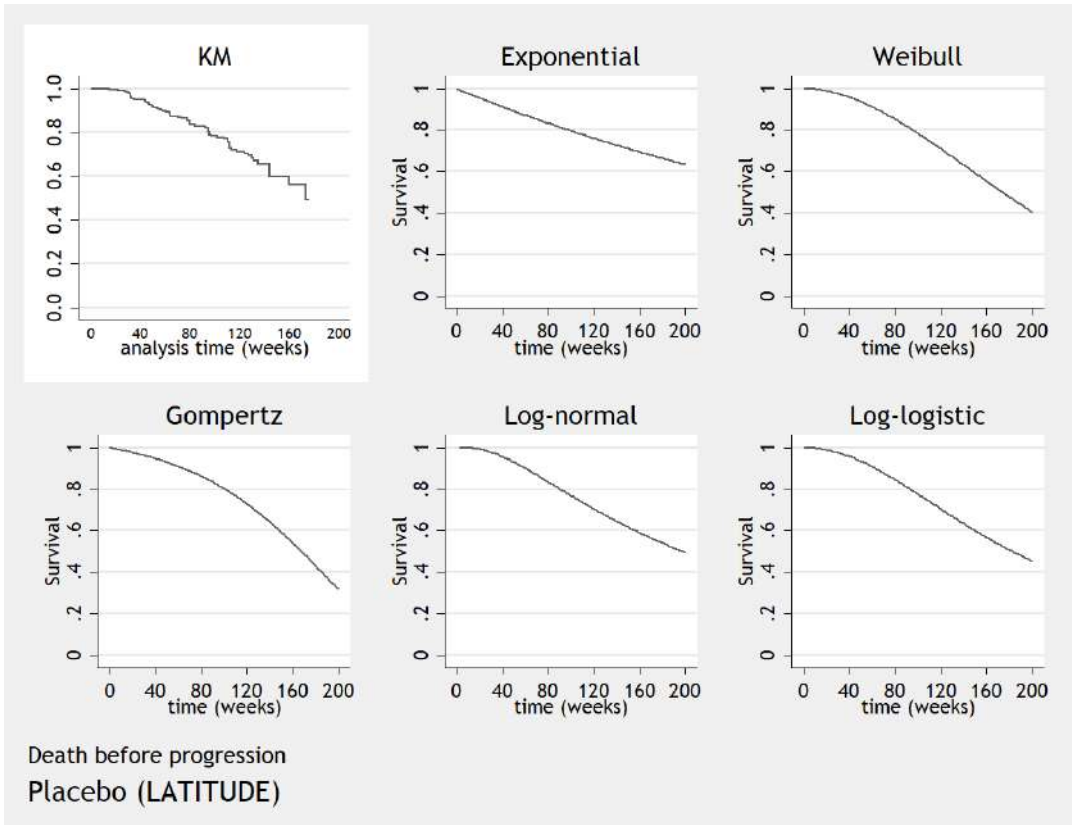 KM
1.0
0.8
0.6
0.4
0.2
0.0
0 40 80 120 160 200
analysis time (weeks)
Exponential
Survival
1
.8
.6
.4
.2
0
0 40 80 120 160 200
time (weeks)
Weibull
Survival
1
.8
.6
.4
.2
0
0 40 80 120 160 200
time (weeks)
Gompertz
Survival
1
.8
.6
.4
.2
0
0 40 80 120 160 200
time (weeks)
Log-normal
Survival
1
.8
.6
.4
.2
0
0 40 80 120 160 200
time (weeks)
Log-logistic
Survival
1
.8
.6
.4
.2
0
0 40 80 120 160 200
time (weeks)
Death before progression
Placebo (LATITUDE)